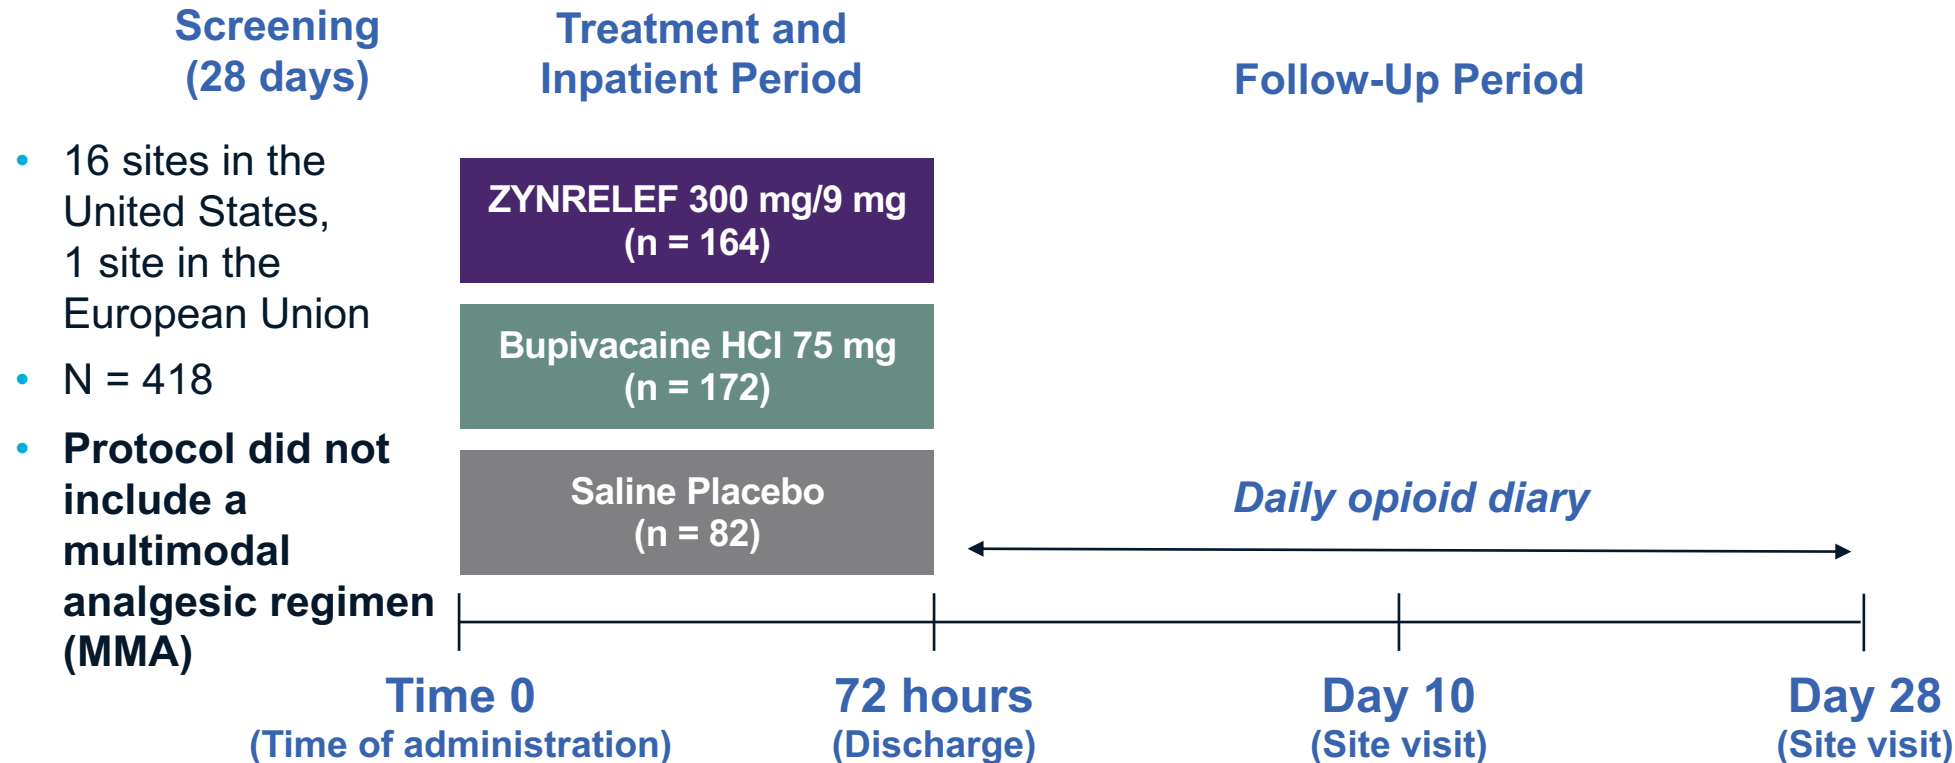 Screening
(28 days)
Treatment and
Inpatient Period
Follow-Up Period
• 16 sites in the
United States,
1 site in the
European Union
• N = 418
• Protocol did not
include a
multimodal
analgesic regimen
(MMA)
ZYNRELEF 300 mg/9 mg
(n = 164)
Bupivacaine HCl 75 mg
(n = 172)
Saline Placebo
(n = 82)
Daily opioid diary
Time 0
(Time of administration)
72 hours
(Discharge)
Day 10
(Site visit)
Day 28
(Site visit)